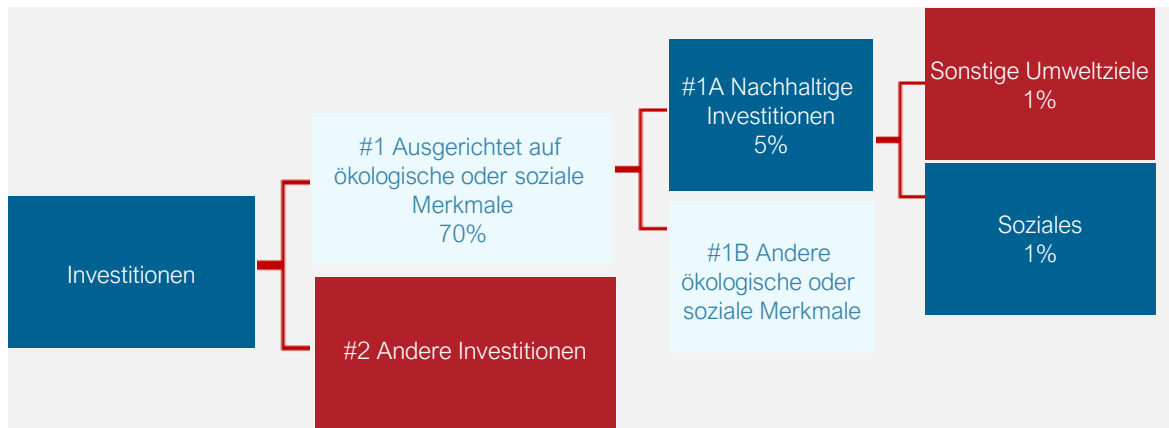 Investitionen
#1 Ausgerichtet auf
ökologische oder soziale
Merkmale
70%
#2 Andere Investitionen
#1A Nachhaltige
Investitionen
5%
#1B Andere
ökologische oder
soziale Merkmale
Sonstige Umweltziele
1%
Soziales
1%